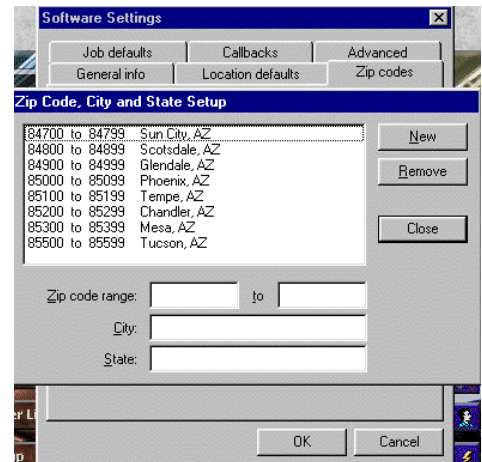 Software Settings
Job defaults Callbacks Advanced
General info Location defaults Zip codes
Zip Code, City and State Setup
84700 to 84799 Sun City, AZ
84800 to 84899 Scotsdale, AZ
84900 to 84999 Glendale, AZ
85000 to 85099 Phoenix, AZ
85100 to 85199 Tempe, AZ
85200 to 85299 Chandler, AZ
85300 to 85399 Mesa, AZ
85500 to 85599 Tucson, AZ
New
Remove
Close
Zip code range: to
City:
State:
OK Cancel